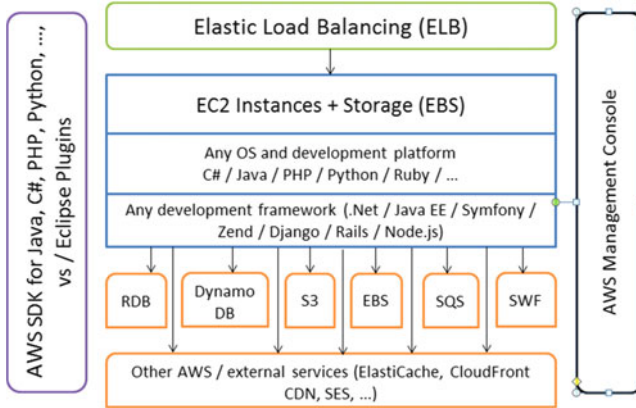 AWS SDK for Java, C#, PHP, Python, ...,
vs / Eclipse Plugins
Elastic Load Balancing (ELB)
EC2 Instances + Storage (EBS)
Any OS and development platform
C# / Java / PHP / Python / Ruby / ...
Any development framework (.Net / Java EE / Symfony /
Zend / Django / Rails / Node.js)
RDB
Dynamo
DB
S3
EBS
SQS
SWF
Other AWS / external services (ElastiCache, CloudFront
CDN, SES, ...)
AWS Management Console